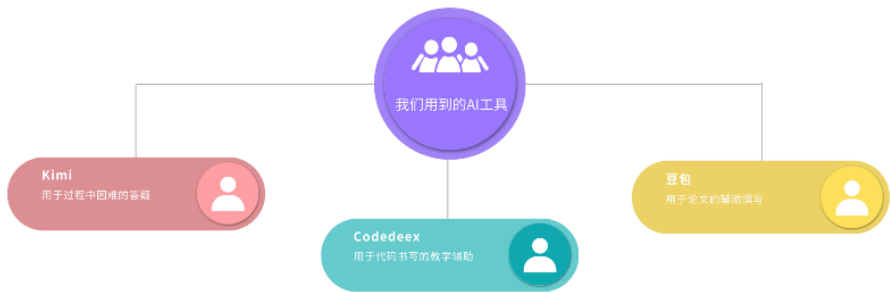 我们用到的AI工具
Kimi
用于过程中困难的答疑
Codedeex
用于代码书写的教学辅助
豆包
用于论文的辅助撰写